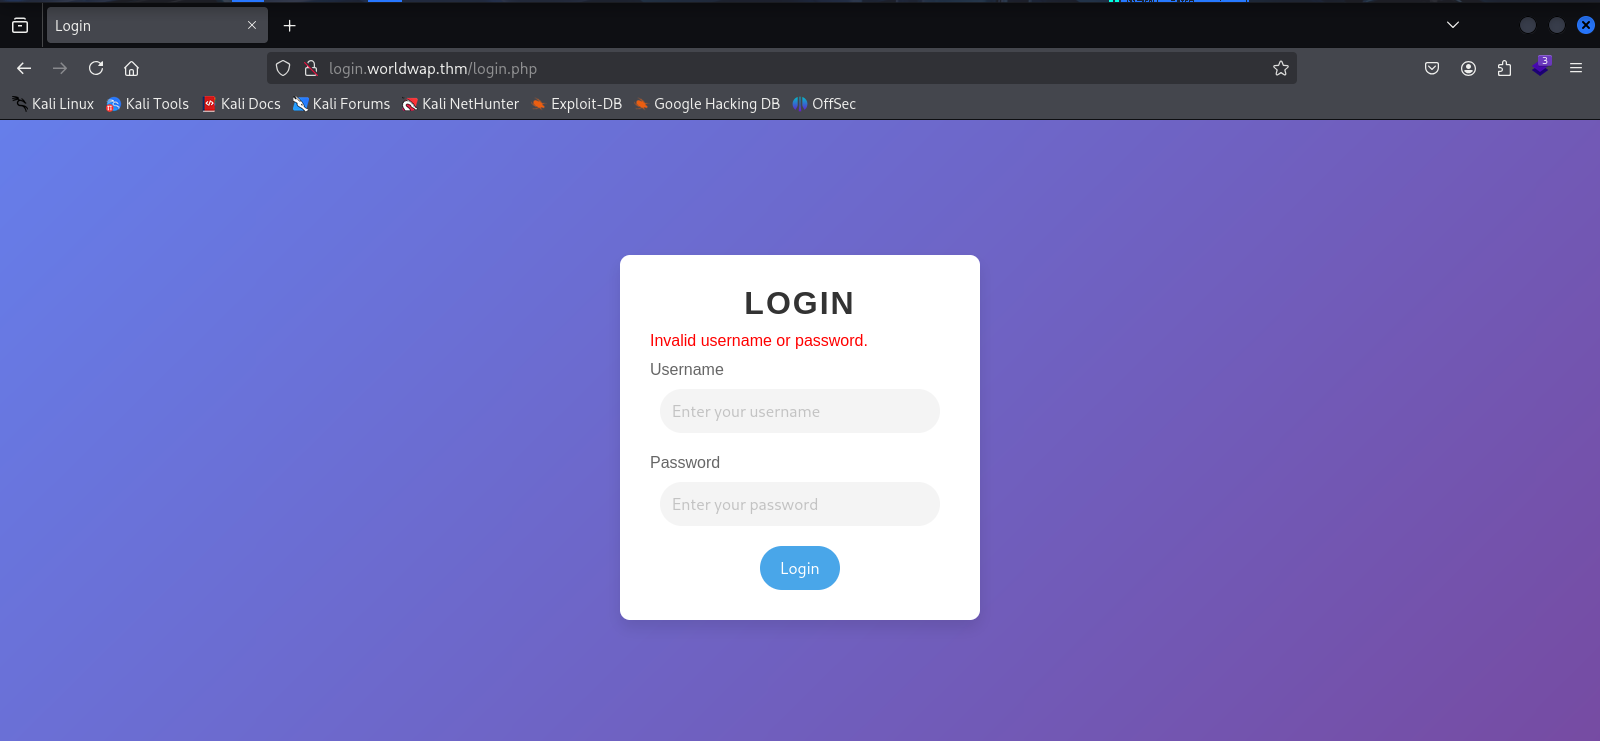 Login
login.worldwap.thm/login.php
3
Kali Linux Kali Tools Kali Docs Kali Forums Kali NetHunter Exploit-DB Google Hacking DB OffSec
LOGIN
Invalid username or password.
Username
Enter your username
Password
Enter your password
Login